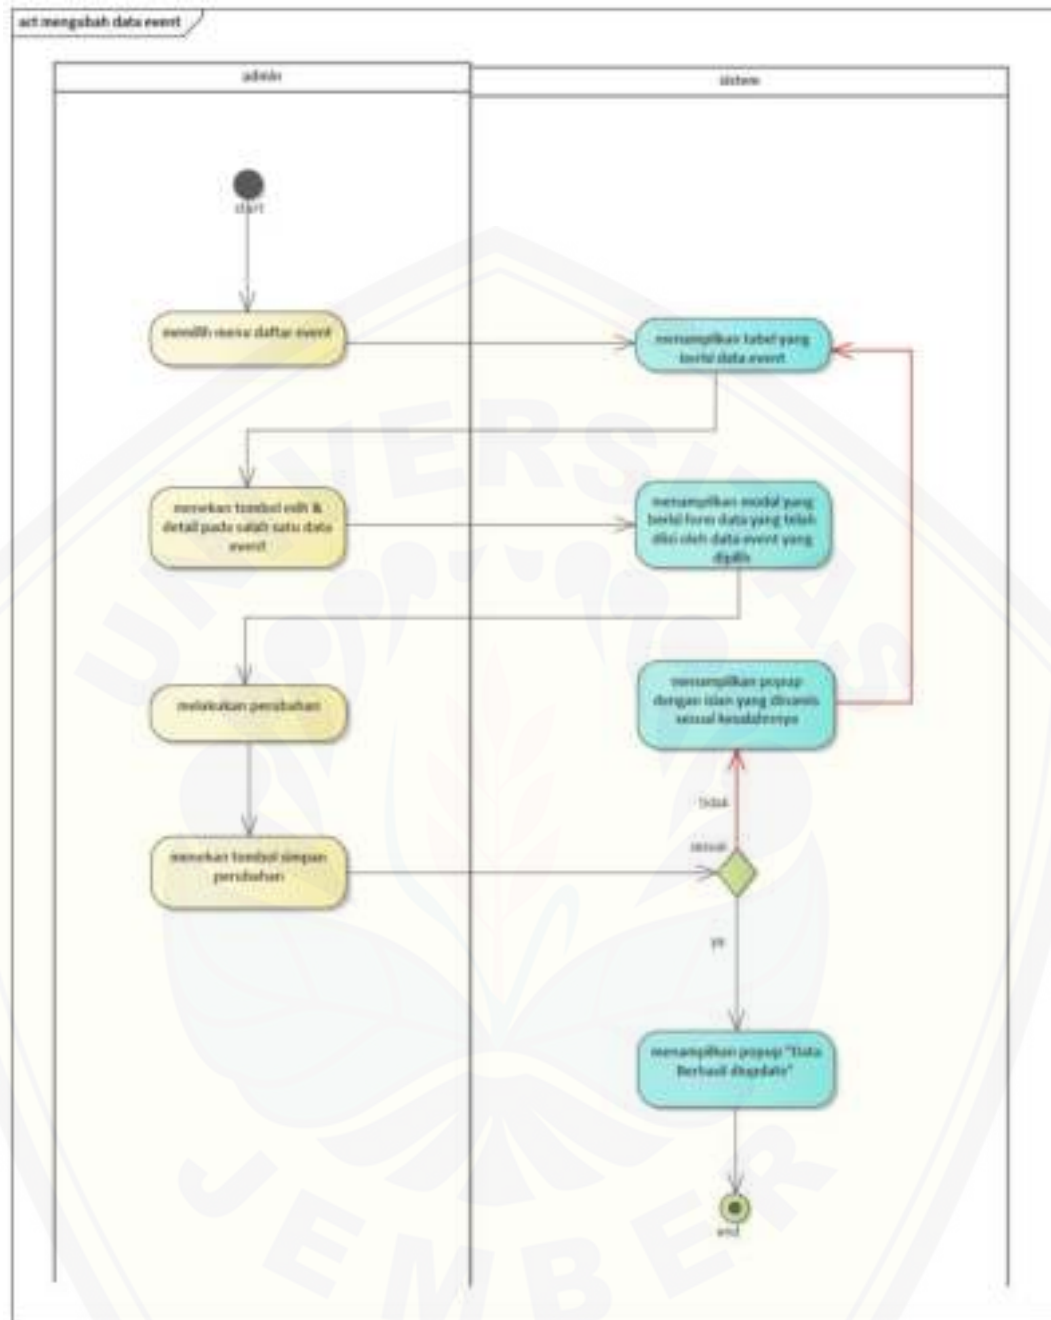 act mengubah data event
admin
sistem
start
memilih menu daftar event
menampilkan tabel yang
berisi data event
menekan tombol edit &
detail pada salah satu data
event
menampilkan modal yang
berisi form data yang telah
diisi oleh data event yang
dipilih
melakukan perubahan
menampilkan popup
dengan isian yang dinamis
sesuai kesalahnnya
tidak
sesuai
menekan tombol simpan
perubahan
ya
menampilkan popup "Data
Berhasil diupdate"
end
UNIVERSITAS
JEMBER